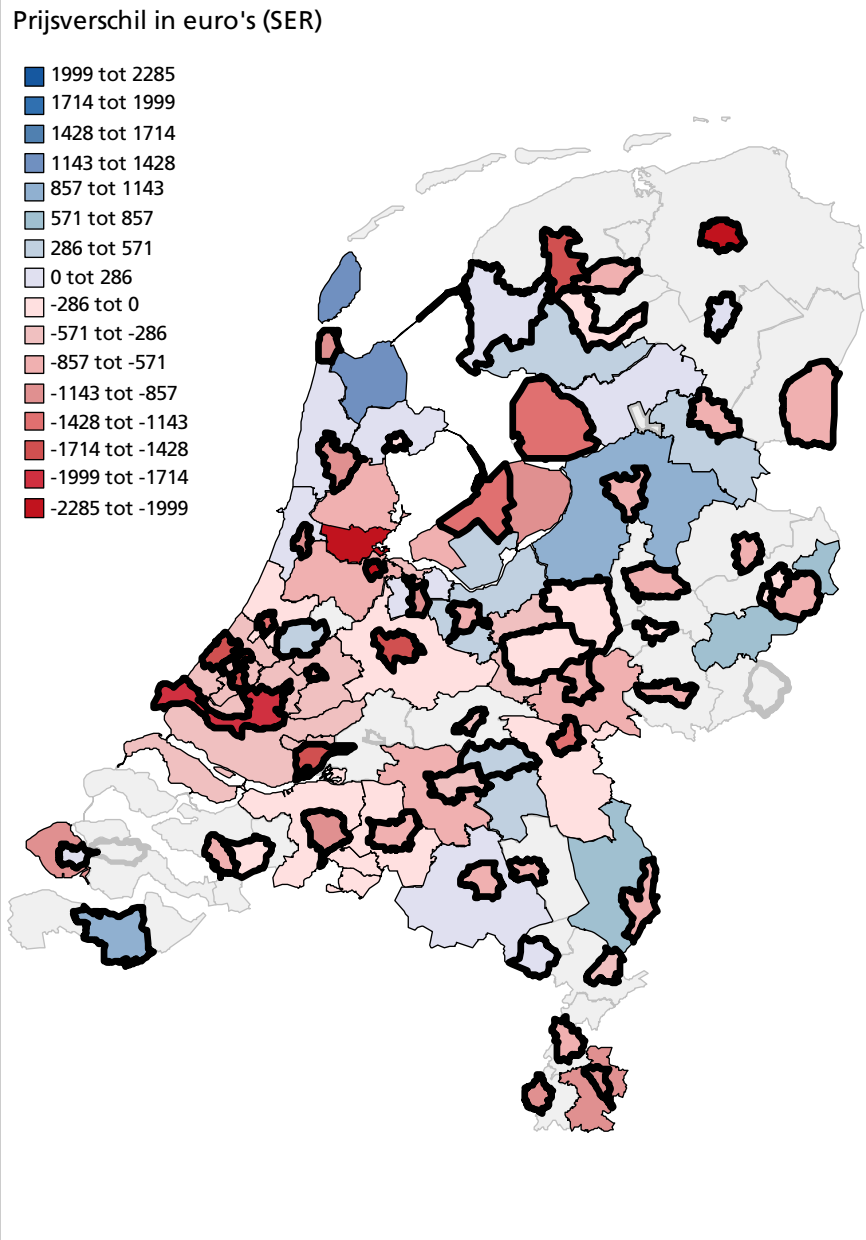 Prijsverschil in euro's (SER)
1999 tot 2285
1714 tot 1999
1428 tot 1714
1143 tot 1428
857 tot 1143
571 tot 857
286 tot 571
0 tot 286
-286 tot 0
-571 tot -286
-857 tot -571
-1143 tot -857
-1428 tot -1143
-1714 tot -1428
-1999 tot -1714
-2285 tot -1999